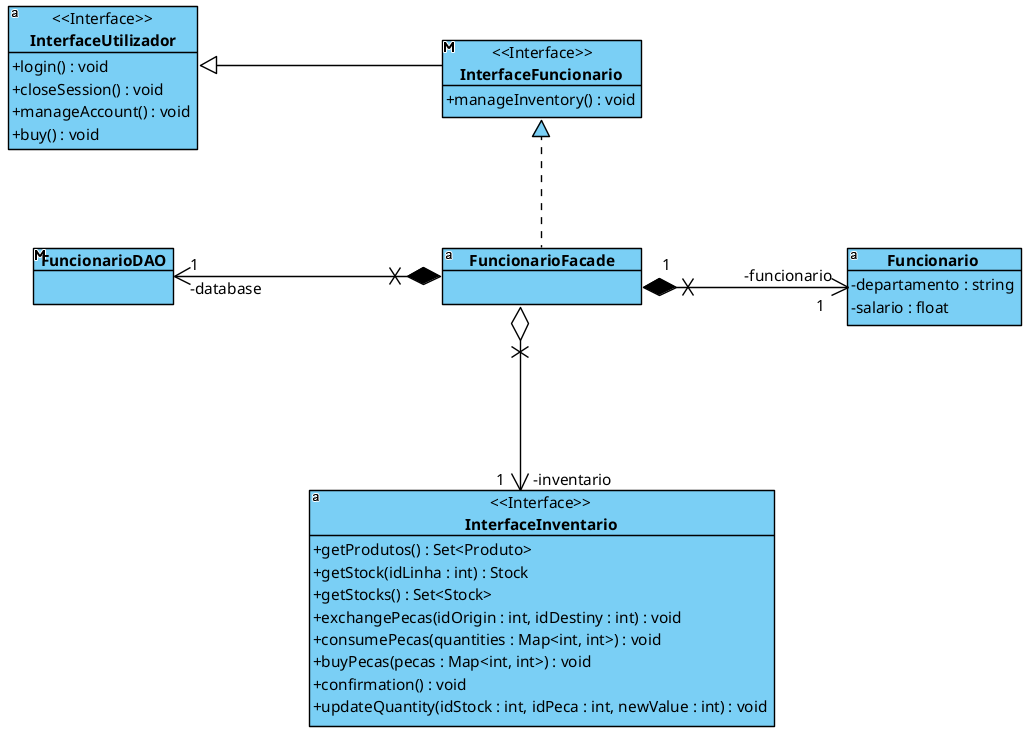 a
<<Interface>>
InterfaceUtilizador
+login() : void
+closeSession() : void
+manageAccount() : void
+buy() : void
M
<<Interface>>
InterfaceFuncionario
+manageInventory() : void
M
FuncionarioDAO
1
-database
a
FuncionarioFacade
1
-funcionario
1
a
Funcionario
-departamento : string
-salario : float
1
-inventario
a
<<Interface>>
InterfaceInventario
+getProdutos() : Set<Produto>
+getStock(idLinha : int) : Stock
+getStocks() : Set<Stock>
+exchangePecas(idOrigin : int, idDestiny : int) : void
+consumePecas(quantities : Map<int, int>) : void
+buyPecas(pecas : Map<int, int>) : void
+confirmation() : void
+updateQuantity(idStock : int, idPeca : int, newValue : int) : void